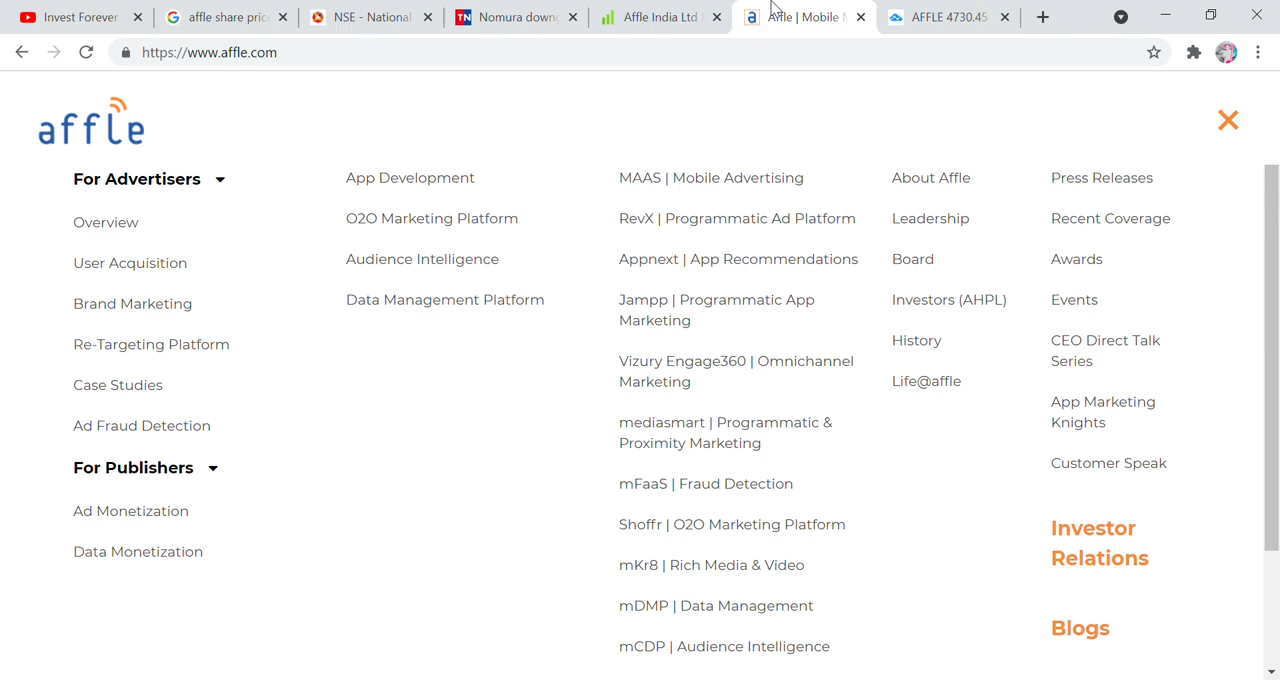 Invest Forever
affle share pric
NSE - National
TN
Nomura down
Affle India Ltd
Affle | Mobile
AFFLE 4730.45
https://www.affle.com
affle
For Advertisers
Overview
User Acquisition
Brand Marketing
Re-Targeting Platform
Case Studies
Ad Fraud Detection
For Publishers
Ad Monetization
Data Monetization
App Development
O2O Marketing Platform
Audience Intelligence
Data Management Platform
MAAS | Mobile Advertising
RevX | Programmatic Ad Platform
Appnext | App Recommendations
Jampp | Programmatic App
Marketing
Vizury Engage360 | Omnichannel
Marketing
mediasmart | Programmatic &
Proximity Marketing
mFaaS | Fraud Detection
Shoffr | O2O Marketing Platform
mKr8 | Rich Media & Video
mDMP | Data Management
mCDP | Audience Intelligence
About Affle
Leadership
Board
Investors (AHPL)
History
Life@affle
Press Releases
Recent Coverage
Awards
Events
CEO Direct Talk
Series
App Marketing
Knights
Customer Speak
Investor
Relations
Blogs